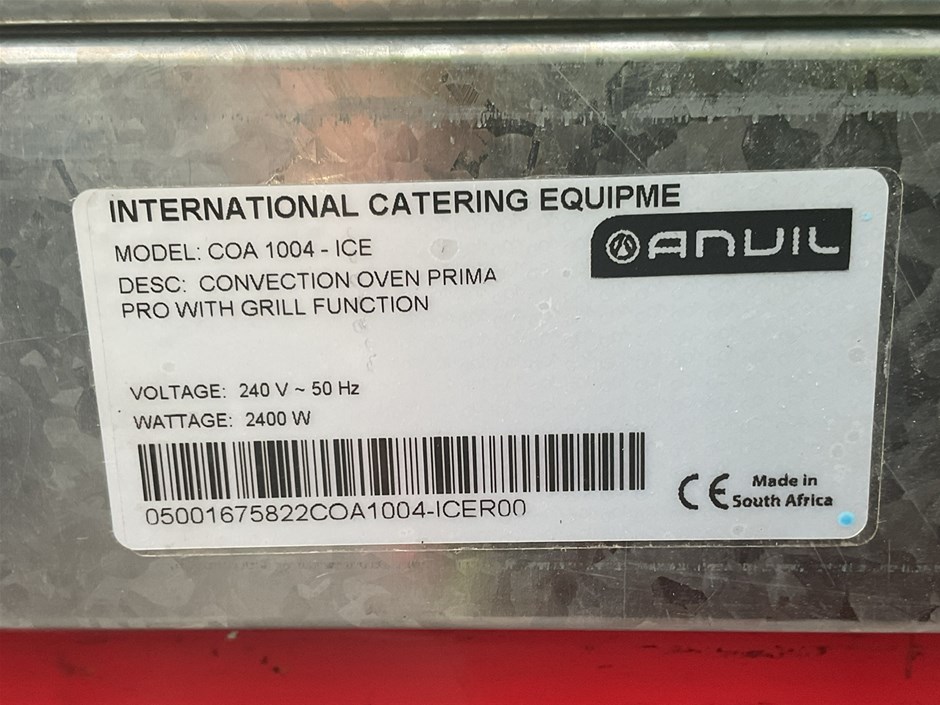 INTERNATIONAL CATERING EQUIPME
ANVIL
MODEL: COA 1004 - ICE
DESC: CONVECTION OVEN PRIMA
PRO WITH GRILL FUNCTION
VOLTAGE: 240 V ~ 50 Hz
WATTAGE: 2400 W
05001675822COA1004-ICER00
CE
Made in
South Africa